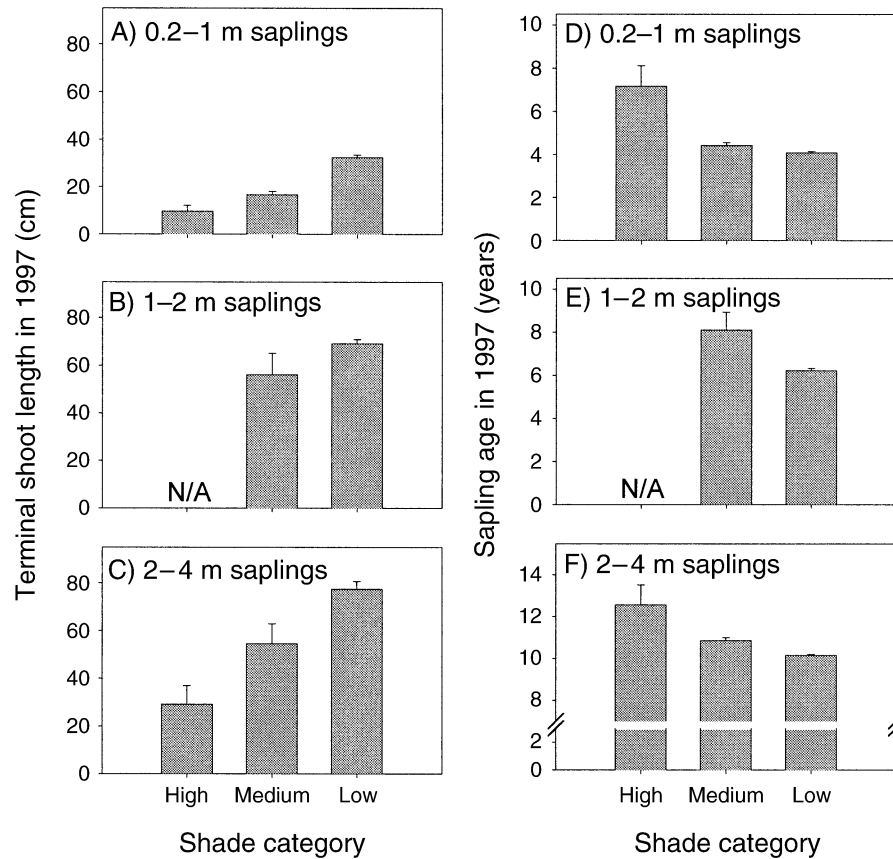 Terminal shoot length in 1997 (cm)
A) 0.2–1 m saplings
80
60
40
20
0
B) 1–2 m saplings
80
60
40
20
0
N/A
C) 2–4 m saplings
80
60
40
20
0
High Medium Low
Shade category
Sapling age in 1997 (years)
D) 0.2–1 m saplings
10
8
6
4
2
0
E) 1–2 m saplings
10
8
6
4
2
0
N/A
F) 2–4 m saplings
14
12
10
8
2
0
High Medium Low
Shade category